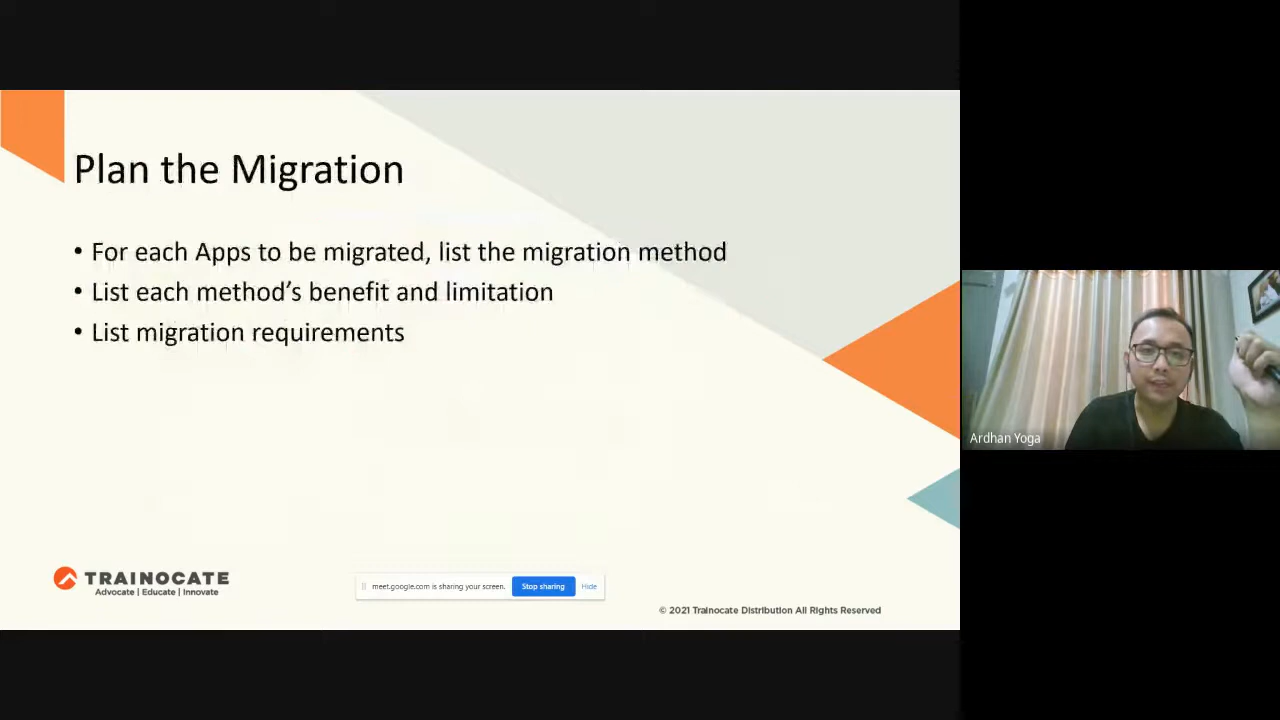 Plan the Migration
• For each Apps to be migrated, list the migration method
• List each method's benefit and limitation
• List migration requirements
TRAINOCATE
Advocate | Educate | Innovate
meet.google.com is sharing your screen. Stop sharing Hide
© 2021 Trainocate Distribution All Rights Reserved
Ardhan Yoga